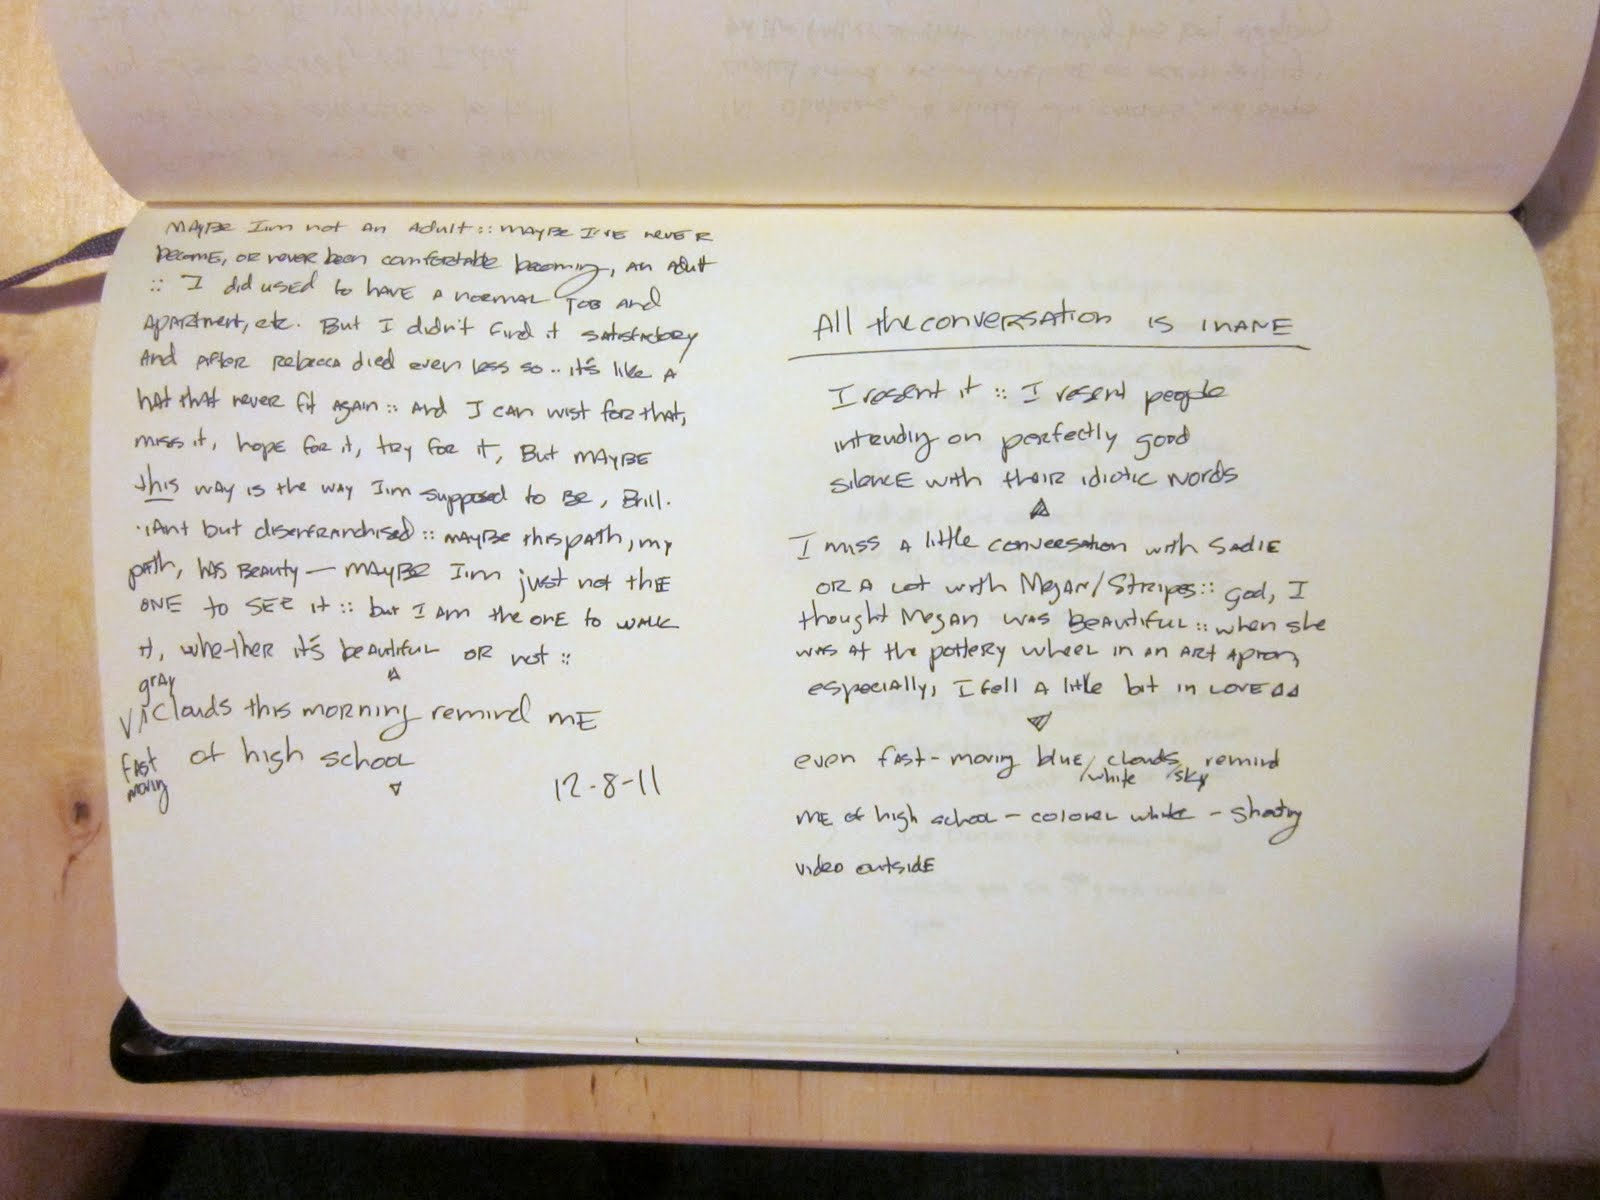 MAYBE I'm not AN Adult :: MAYBE I've never
become, or never been comfortable becoming, AN Adult
:: I did used to HAVE A normal JOB AND
Apartment, etc. But I didn't find it satisfactory
And After Rebecca died even less so .. it's like A
hat that never fit Again :: And I can wist for that,
miss it, hope for it, try for it, But MAYBE
this way is the way I'm supposed to Be, Brill.
iant but disenfranchised :: MAYBE this path, my
path, has Beauty — MAYBE I'm just not the
ONE to SEE it :: but I Am the one to walk
it, whether it's beautiful or not ::
gray
Clouds this morning remind me
fast
moving
of high school
12-8-11
All the conversation is inane
I resent it :: I resent people
intruding on perfectly good
silence with their idiotic words
I miss A little conversation with Sadie
OR A Lot with Megan/Stripes :: god, I
thought Megan was Beautiful :: when she
was at the pottery wheel in an Art Apron,
especially, I fell A little bit in LOVE
even fast-moving blue clouds remind
white sky
me of high school - colonel white - shooting
video outside